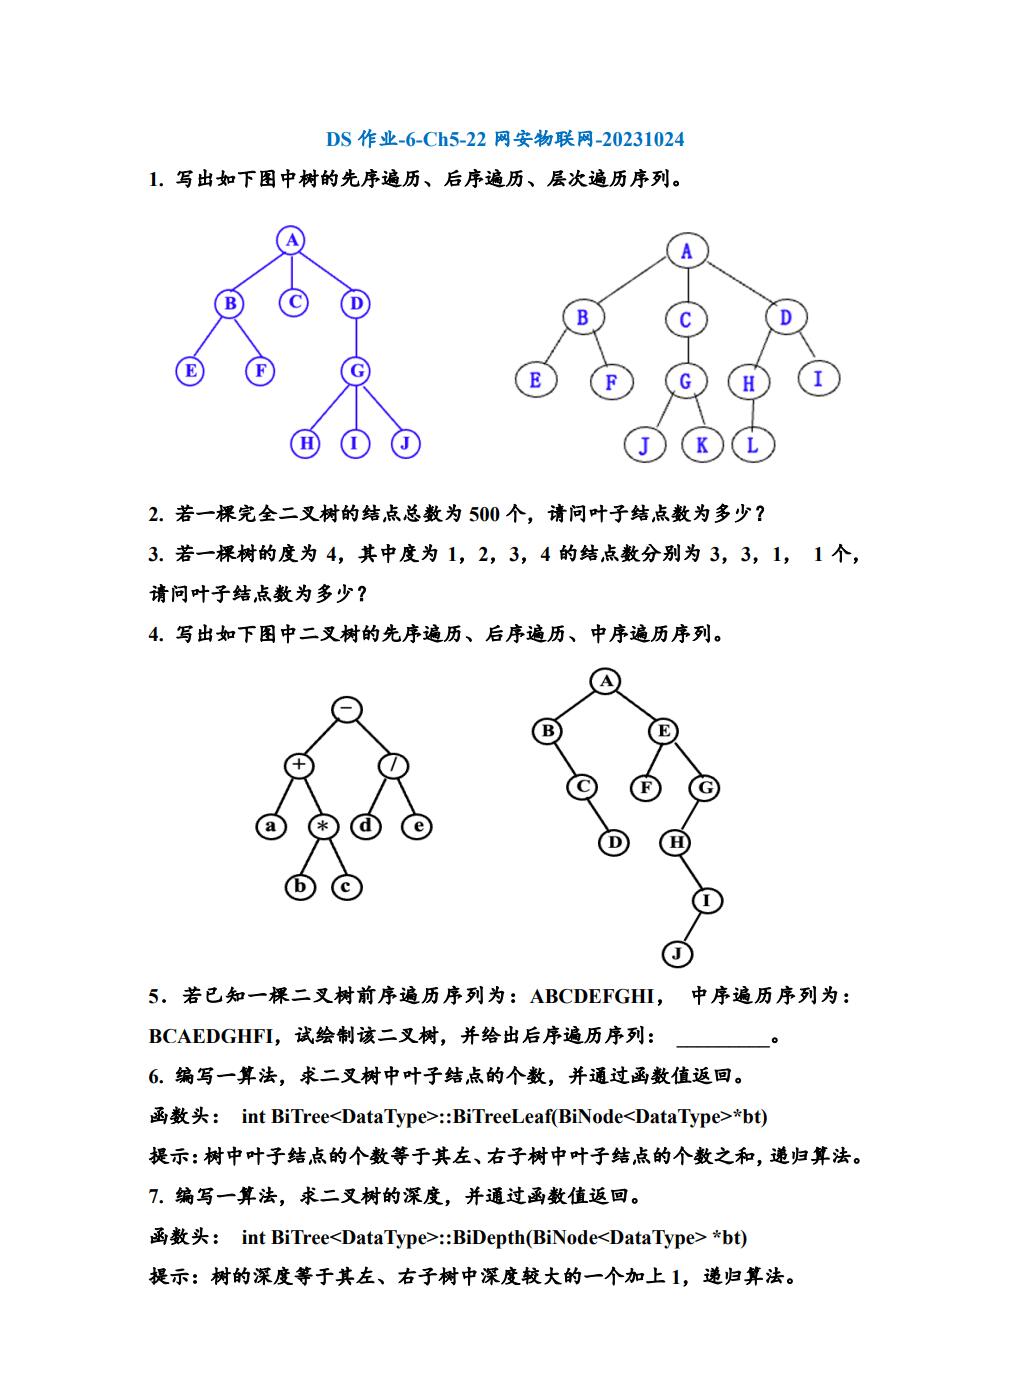 DS 作业-6-Ch5-22 网安物联网-20231024
1. 写出如下图中树的先序遍历、后序遍历、层次遍历序列。
A
B C D
E F G
H I J
A
B C D
E F G H I
J K L
2. 若一棵完全二叉树的结点总数为 500 个，请问叶子结点数为多少？
3. 若一棵树的度为 4，其中度为 1，2，3，4 的结点数分别为 3，3，1， 1 个，
请问叶子结点数为多少？
4. 写出如下图中二叉树的先序遍历、后序遍历、中序遍历序列。
−
+ /
a * d e
b c
A
B E
C F G
D H
I
J
5．若已知一棵二叉树前序遍历序列为：ABCDEFGHI， 中序遍历序列为：
BCAEDGHFI，试绘制该二叉树，并给出后序遍历序列： _________。
6. 编写一算法，求二叉树中叶子结点的个数，并通过函数值返回。
函数头： int BiTree<DataType>::BiTreeLeaf(BiNode<DataType>*bt)
提示：树中叶子结点的个数等于其左、右子树中叶子结点的个数之和，递归算法。
7. 编写一算法，求二叉树的深度，并通过函数值返回。
函数头： int BiTree<DataType>::BiDepth(BiNode<DataType> *bt)
提示：树的深度等于其左、右子树中深度较大的一个加上 1，递归算法。